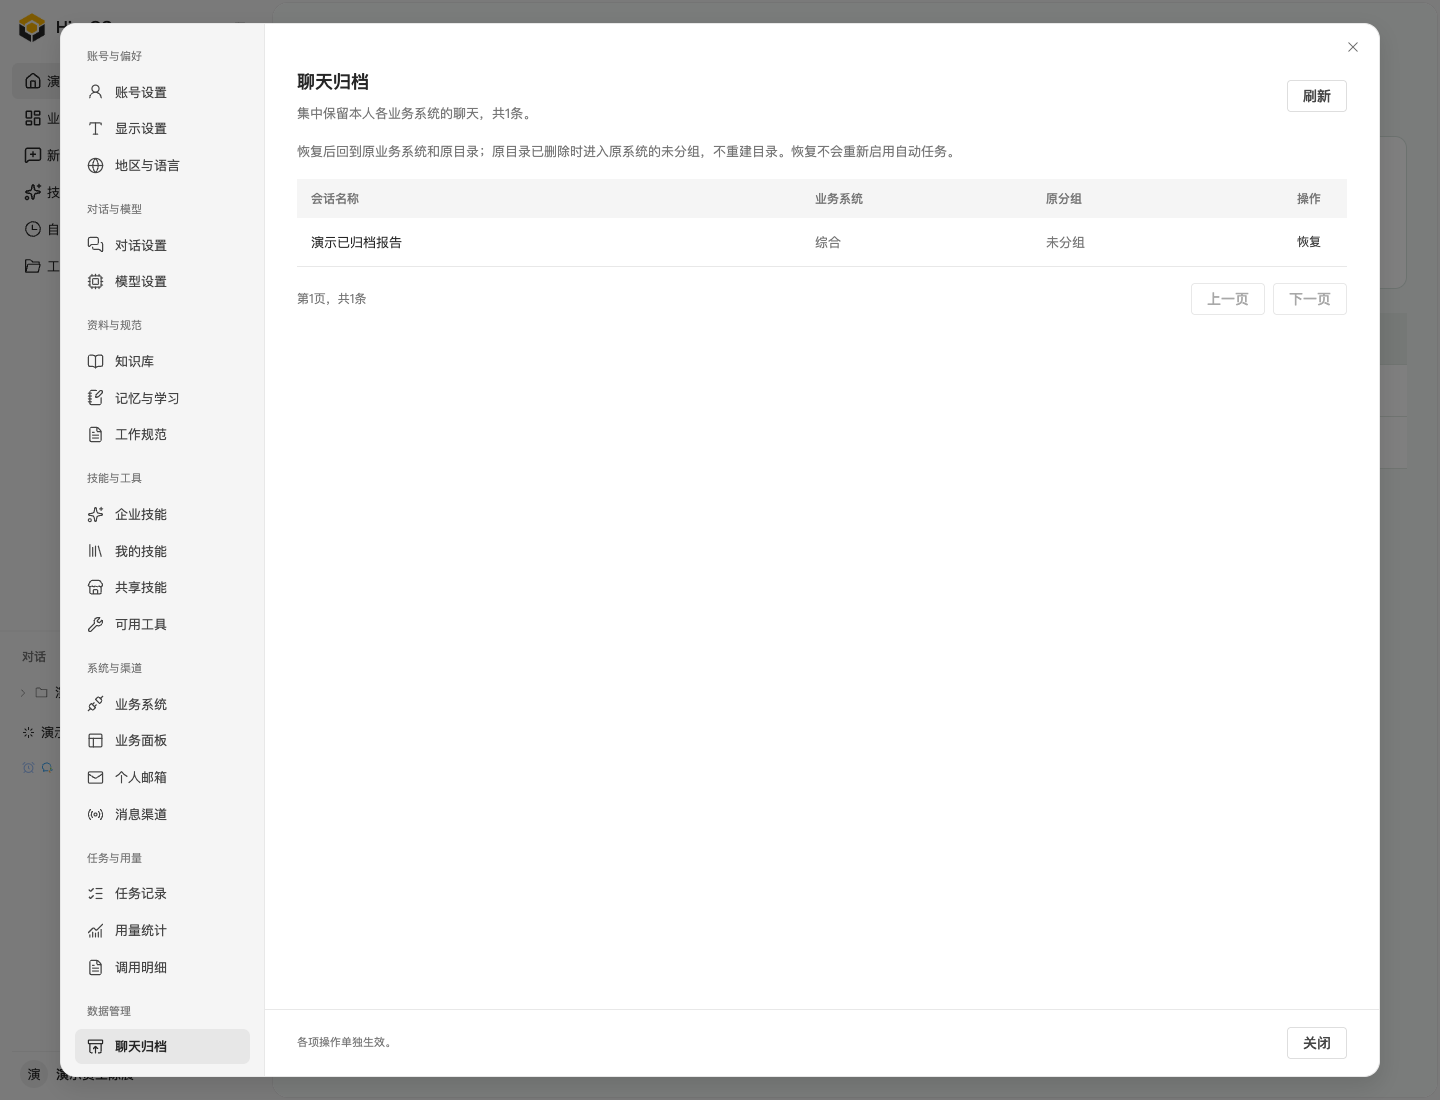 账号与偏好
账号设置
显示设置
地区与语言
对话与模型
对话设置
模型设置
资料与规范
知识库
记忆与学习
工作规范
技能与工具
企业技能
我的技能
共享技能
可用工具
系统与渠道
业务系统
业务面板
个人邮箱
消息渠道
任务与用量
任务记录
用量统计
调用明细
数据管理
聊天归档
聊天归档
刷新
集中保留本人各业务系统的聊天，共1条。
恢复后回到原业务系统和原目录；原目录已删除时进入原系统的未分组，不重建目录。恢复不会重新启用自动任务。
会话名称 业务系统 原分组 操作
演示已归档报告 综合 未分组 恢复
第1页，共1条 上一页 下一页
各项操作单独生效。 关闭
演
业
新
技
自
工
对话
演示
演